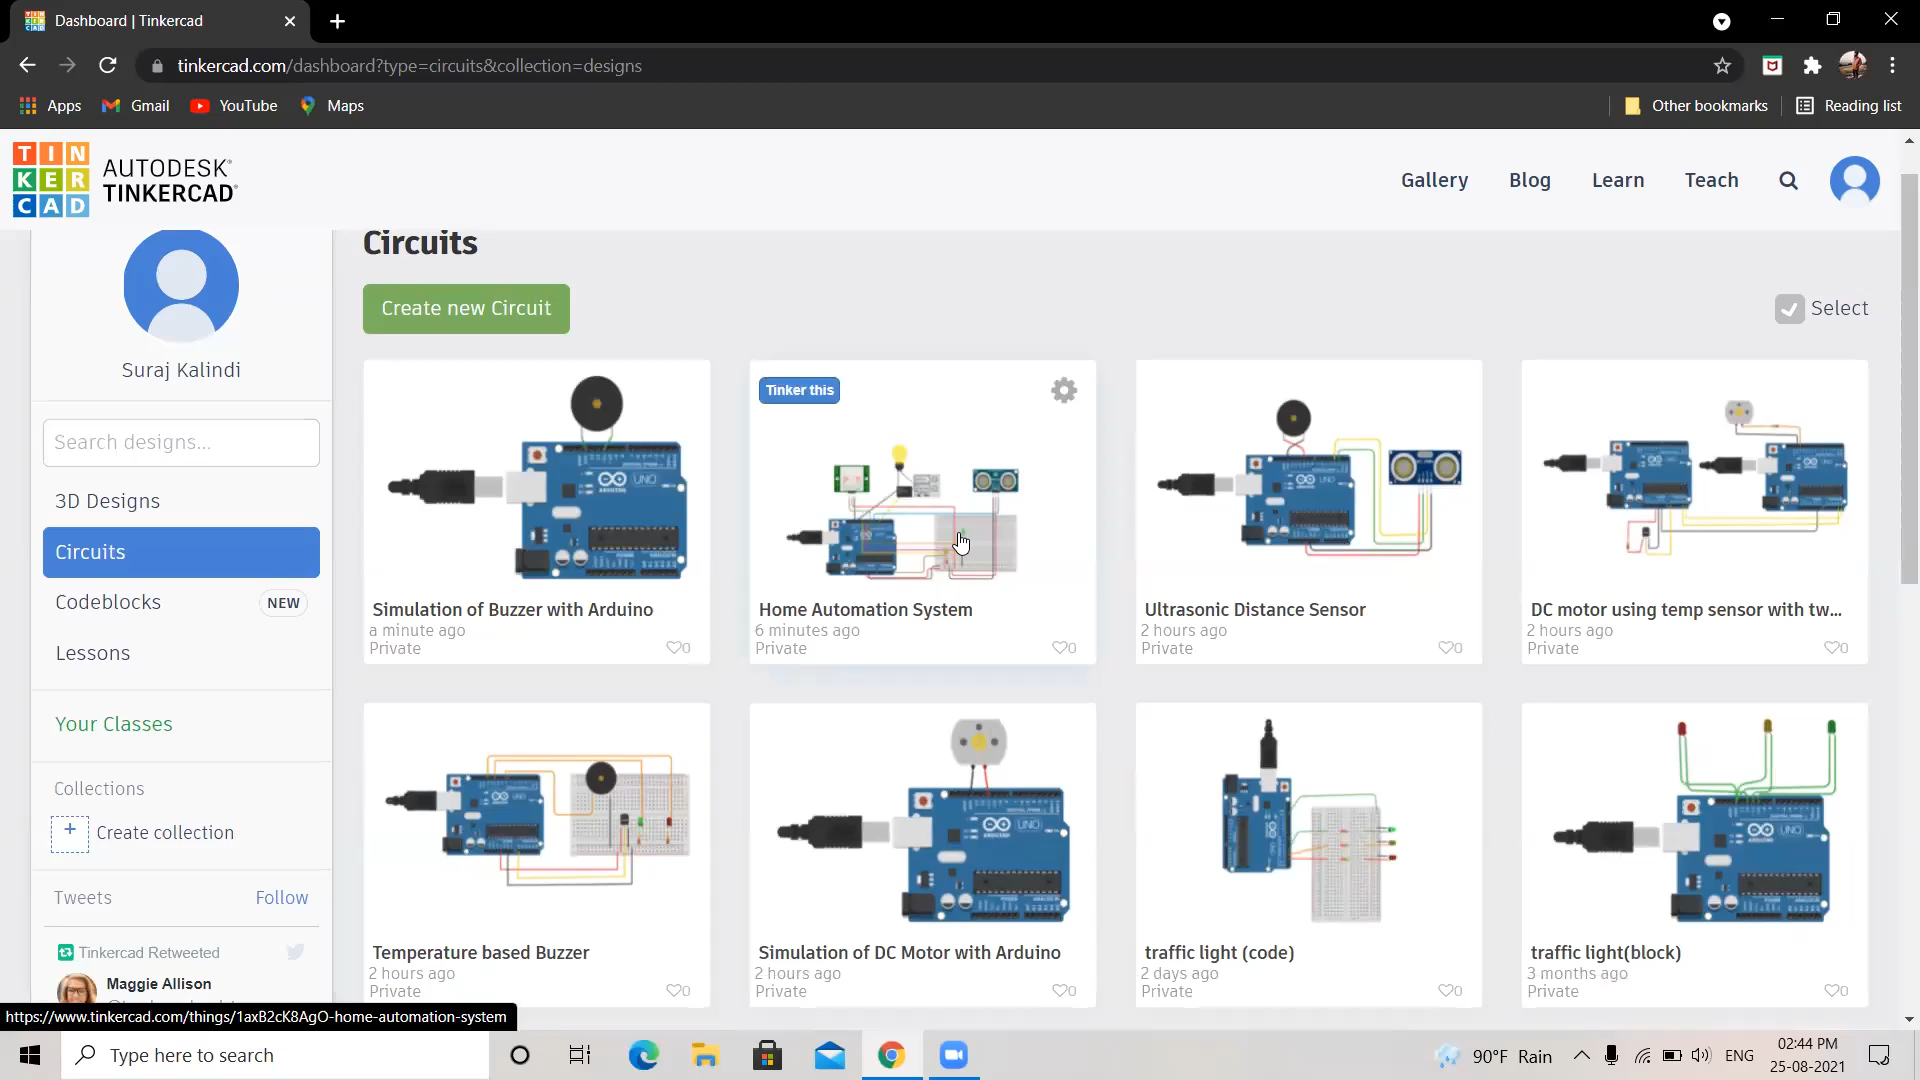 Dashboard | Tinkercad
tinkercad.com/dashboard?type=circuits&collection=designs
Apps
Gmail
YouTube
Maps
Other bookmarks
Reading list
TIN
KER
CAD
AUTODESK
TINKERCAD
Gallery
Blog
Learn
Teach
Circuits
Create new Circuit
Select
Suraj Kalindi
Search designs...
3D Designs
Circuits
Codeblocks
NEW
Lessons
Your Classes
Collections
+ Create collection
Tweets
Follow
Tinkercad Retweeted
Maggie Allison
https://www.tinkercad.com/things/1axB2cK8AgO-home-automation-system
Simulation of Buzzer with Arduino
a minute ago
Private
0
Tinker this
Home Automation System
6 minutes ago
Private
0
Ultrasonic Distance Sensor
2 hours ago
Private
0
DC motor using temp sensor with tw...
2 hours ago
Private
0
Temperature based Buzzer
2 hours ago
Private
0
Simulation of DC Motor with Arduino
2 hours ago
Private
0
traffic light (code)
2 days ago
Private
0
traffic light(block)
3 months ago
Private
0
UNO
UNO
UNO
UNO
Type here to search
90°F Rain
ENG
02:44 PM
25-08-2021